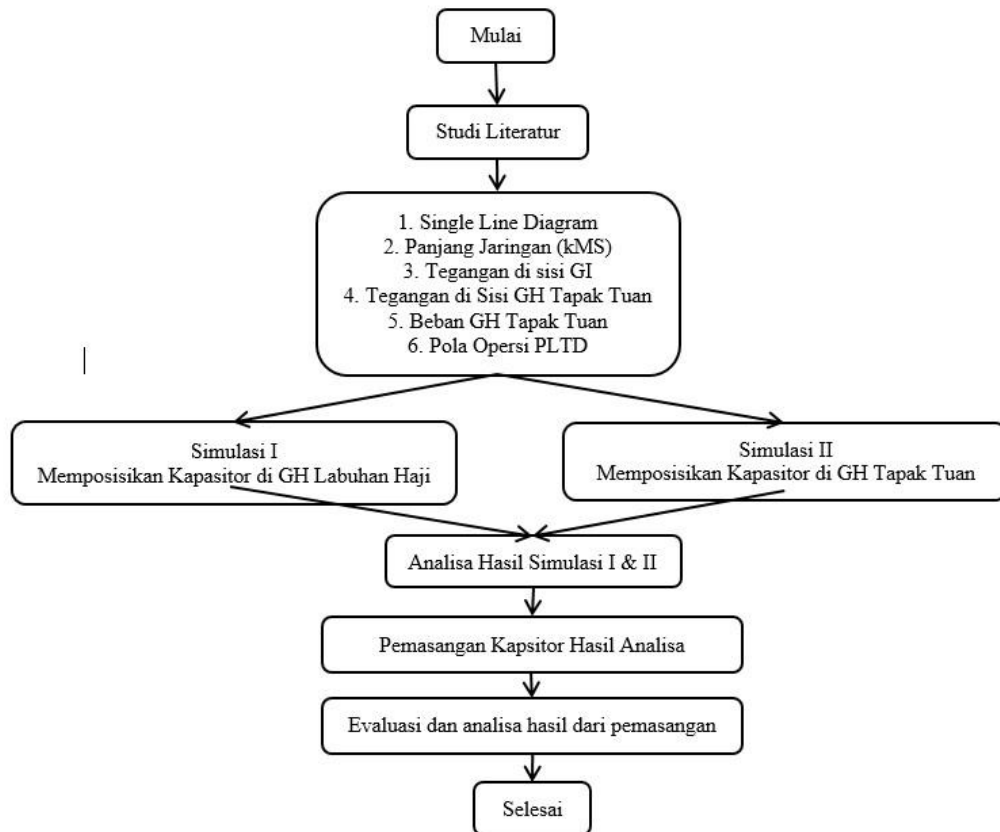 Mulai
Studi Literatur
1. Single Line Diagram
2. Panjang Jaringan (kMS)
3. Tegangan di sisi GI
4. Tegangan di Sisi GH Tapak Tuan
5. Beban GH Tapak Tuan
6. Pola Opersi PLTD
Simulasi I
Memposisikan Kapasitor di GH Labuhan Haji
Simulasi II
Memposisikan Kapasitor di GH Tapak Tuan
Analisa Hasil Simulasi I & II
Pemasangan Kapsitor Hasil Analisa
Evaluasi dan analisa hasil dari pemasangan
Selesai